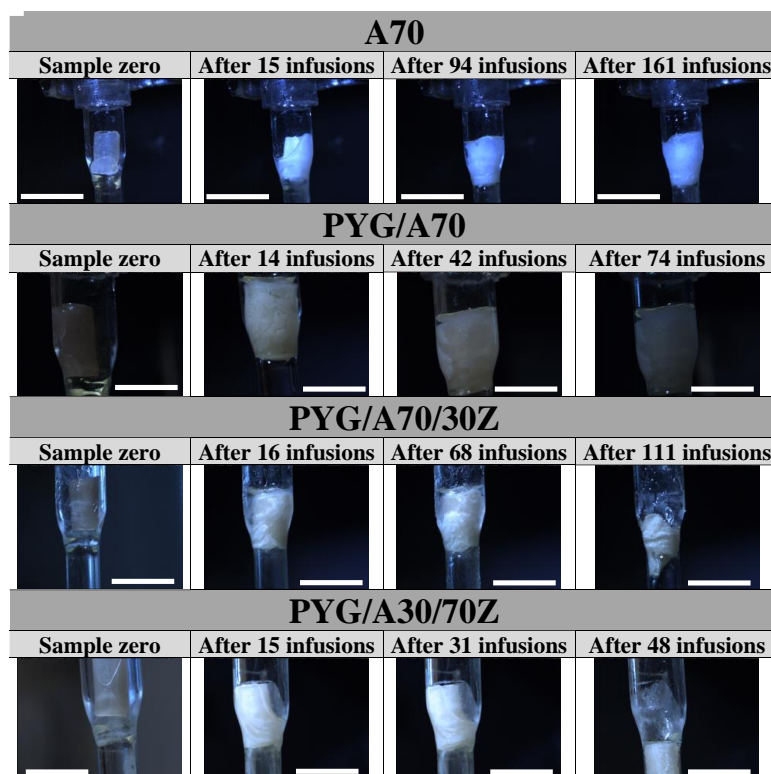 A70
Sample zero After 15 infusions After 94 infusions After 161 infusions
PYG/A70
Sample zero After 14 infusions After 42 infusions After 74 infusions
PYG/A70/30Z
Sample zero After 16 infusions After 68 infusions After 111 infusions
PYG/A30/70Z
Sample zero After 15 infusions After 31 infusions After 48 infusions